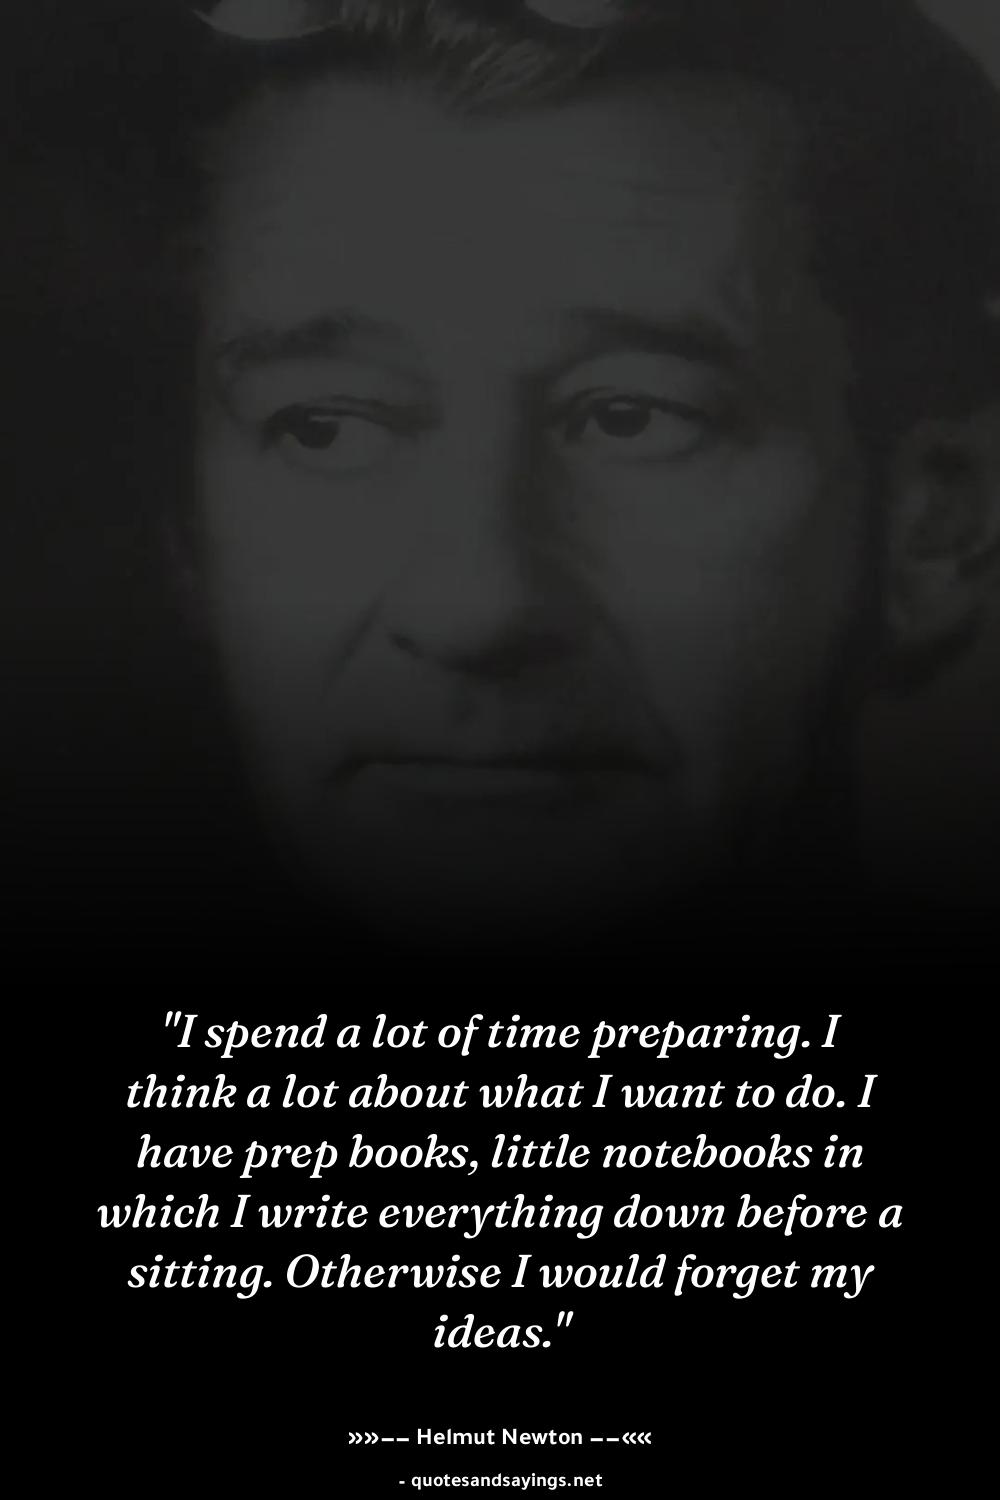 "I spend a lot of time preparing. I
think a lot about what I want to do. I
have prep books, little notebooks in
which I write everything down before a
sitting. Otherwise I would forget my
ideas."
»»-- Helmut Newton --««
- quotesandsayings.net